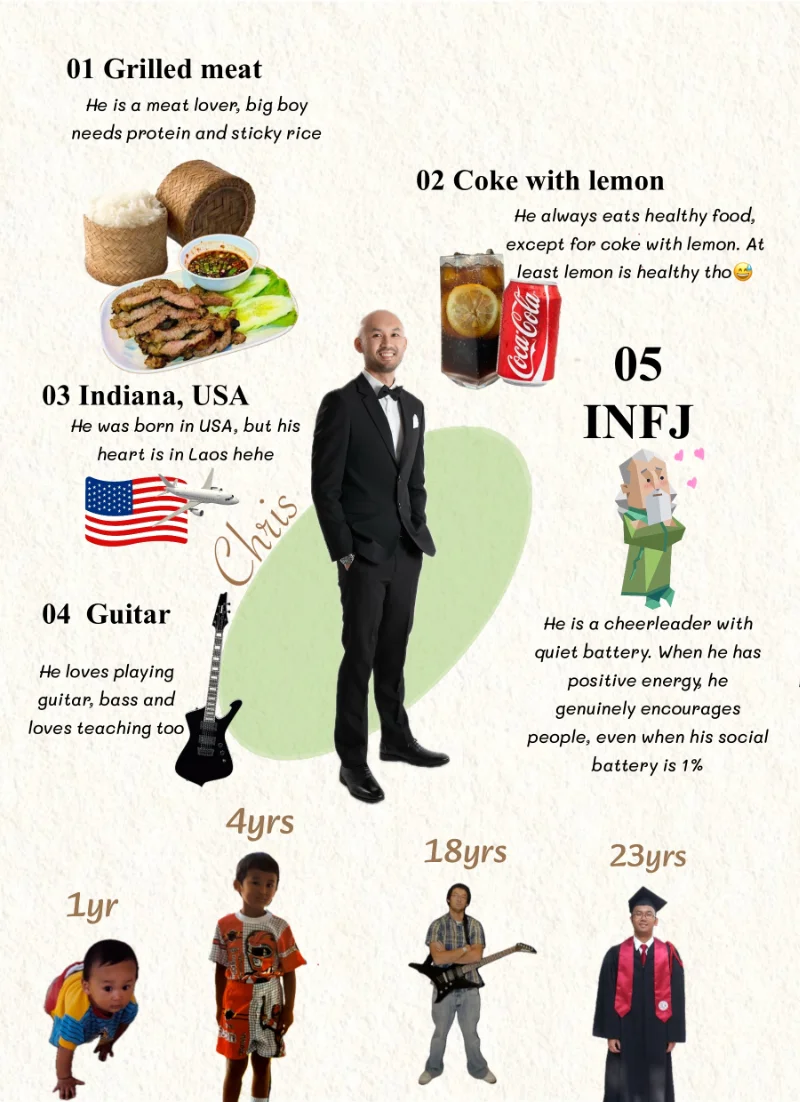 01 Grilled meat
He is a meat lover, big boy
needs protein and sticky rice
02 Coke with lemon
He always eats healthy food,
except for coke with lemon. At
least lemon is healthy tho😅
Coca-Cola
03 Indiana, USA
He was born in USA, but his
heart is in Laos hehe
Chris
04 Guitar
He loves playing
guitar, bass and
loves teaching too
05
INFJ
He is a cheerleader with
quiet battery. When he has
positive energy, he
genuinely encourages
people, even when his social
battery is 1%
1yr
4yrs
18yrs
23yrs